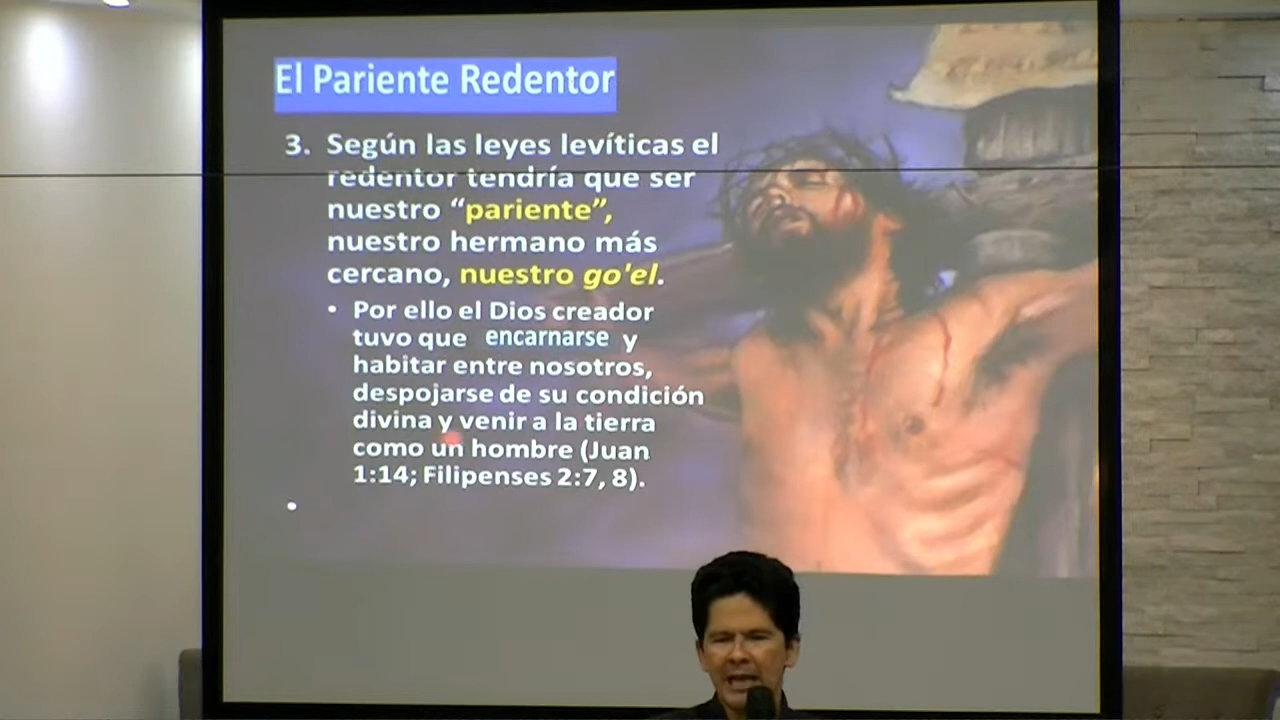 El Pariente Redentor
3. Según las leyes levíticas el
redentor tendría que ser
nuestro “pariente”,
nuestro hermano más
cercano, nuestro go'el.
• Por ello el Dios creador
tuvo que encarnarse y
habitar entre nosotros,
despojarse de su condición
divina y venir a la tierra
como un hombre (Juan
1:14; Filipenses 2:7, 8).